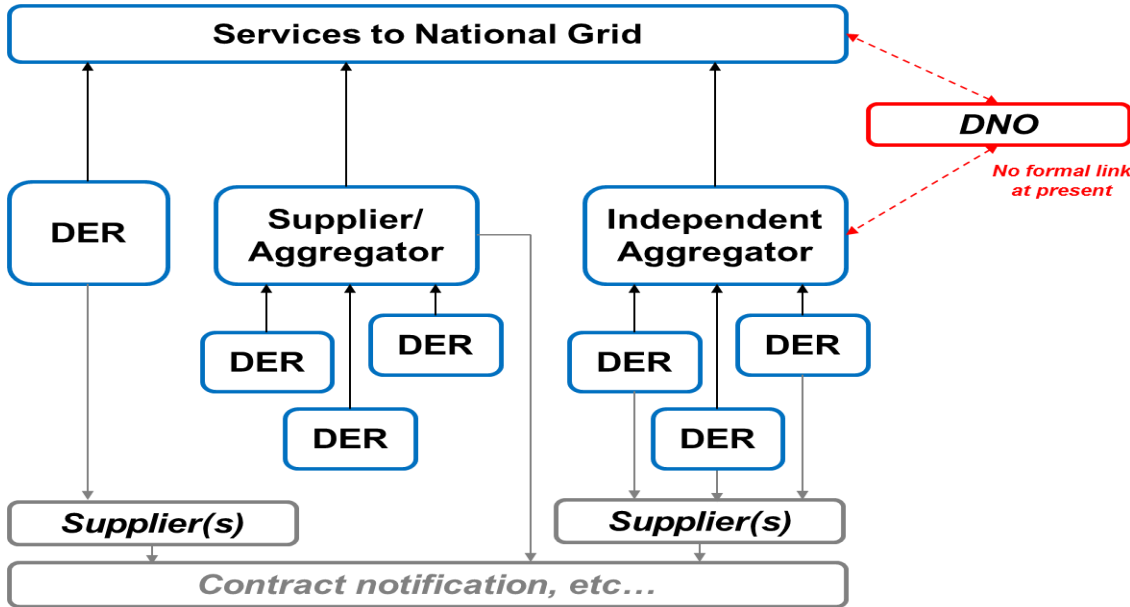 Services to National Grid
DNO
No formal link
at present
DER
Supplier/
Aggregator
Independent
Aggregator
DER
DER
DER
DER
DER
DER
Supplier(s)
Supplier(s)
Contract notification, etc…